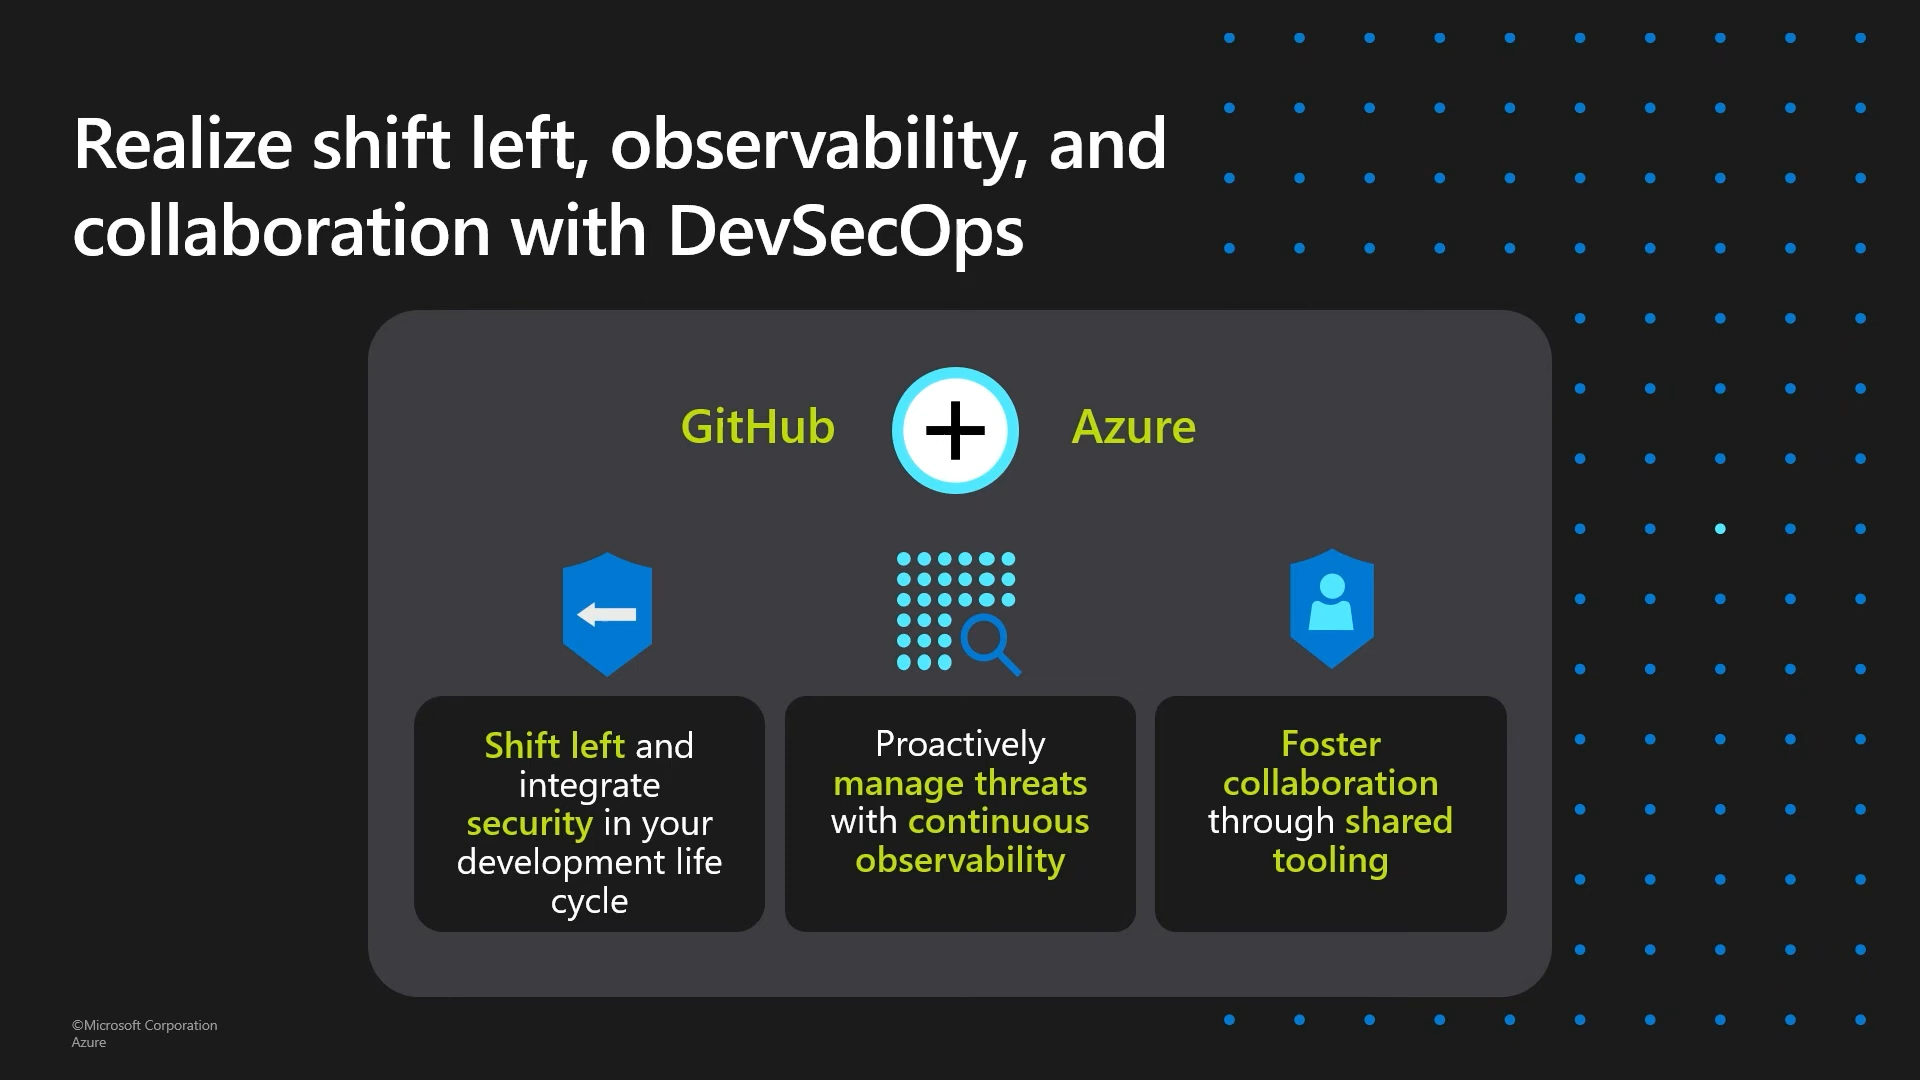 Realize shift left, observability, and
collaboration with DevSecOps
GitHub
Azure
Shift left and
integrate
security in your
development life
cycle
Proactively
manage threats
with continuous
observability
Foster
collaboration
through shared
tooling
©Microsoft Corporation
Azure